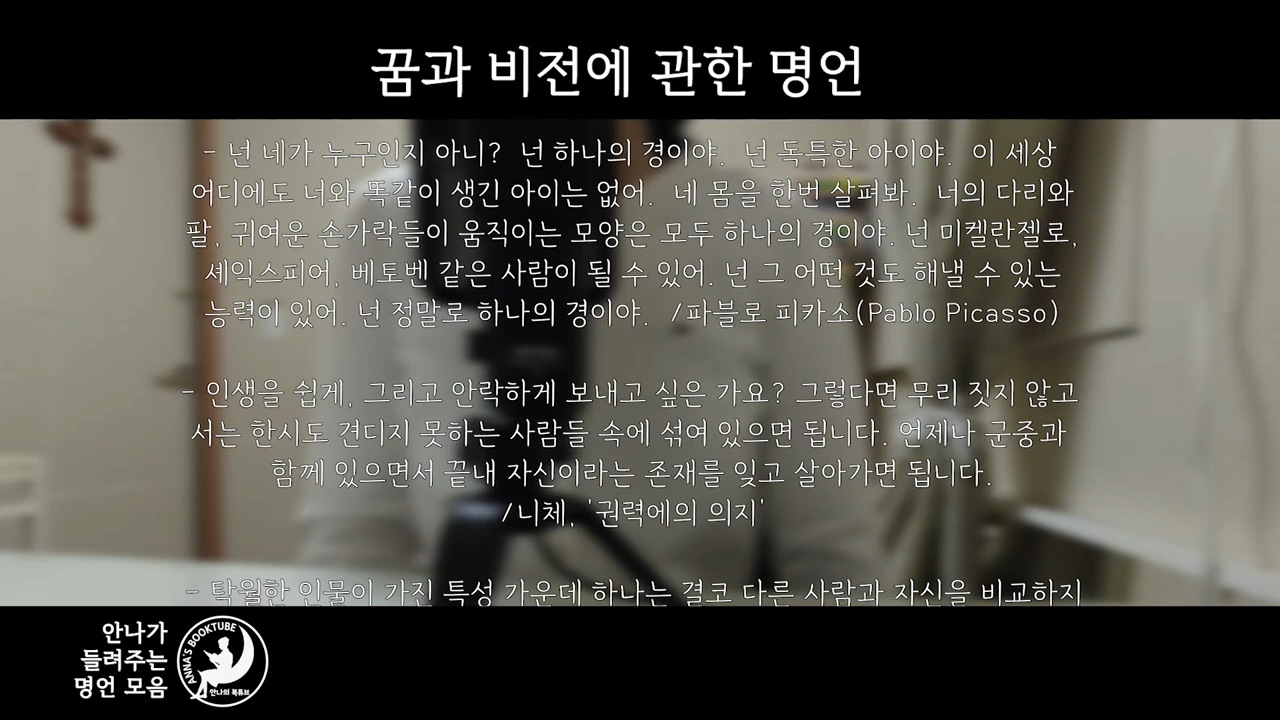 꿈과 비전에 관한 명언
- 넌 네가 누구인지 아니? 넌 하나의 경이야. 넌 독특한 아이야. 이 세상
어디에도 너와 똑같이 생긴 아이는 없어. 네 몸을 한번 살펴봐. 너의 다리와
팔, 귀여운 손가락들이 움직이는 모양은 모두 하나의 경이야. 넌 미켈란젤로,
셰익스피어, 베토벤 같은 사람이 될 수 있어. 넌 그 어떤 것도 해낼 수 있는
능력이 있어. 넌 정말로 하나의 경이야. /파블로 피카소(Pablo Picasso)
- 인생을 쉽게, 그리고 안락하게 보내고 싶은 가요? 그렇다면 무리 짓지 않고
서는 한시도 견디지 못하는 사람들 속에 섞여 있으면 됩니다. 언제나 군중과
함께 있으면서 끝내 자신이라는 존재를 잊고 살아가면 됩니다.
/니체, '권력에의 의지'
- 탁월한 인물이 가진 특성 가운데 하나는 결코 다른 사람과 자신을 비교하지
안나가
들려주는
명언 모음
ANNA'S BOOKTUBE
안나의 북튜브